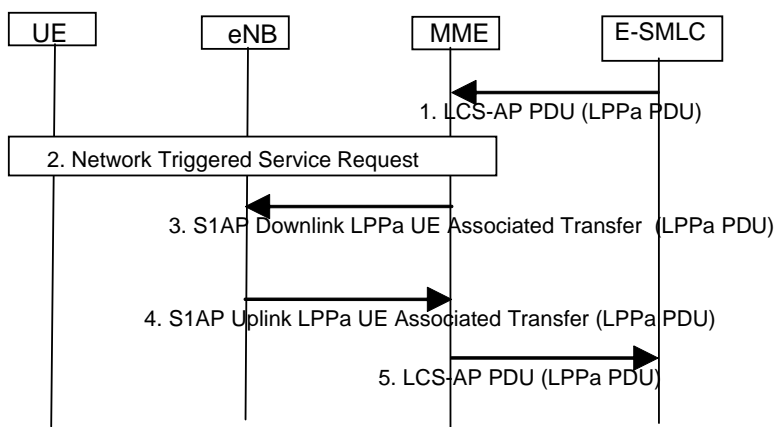 UE eNB MME E-SMLC
1. LCS-AP PDU (LPPa PDU)
2. Network Triggered Service Request
3. S1AP Downlink LPPa UE Associated Transfer (LPPa PDU)
4. S1AP Uplink LPPa UE Associated Transfer (LPPa PDU)
5. LCS-AP PDU (LPPa PDU)